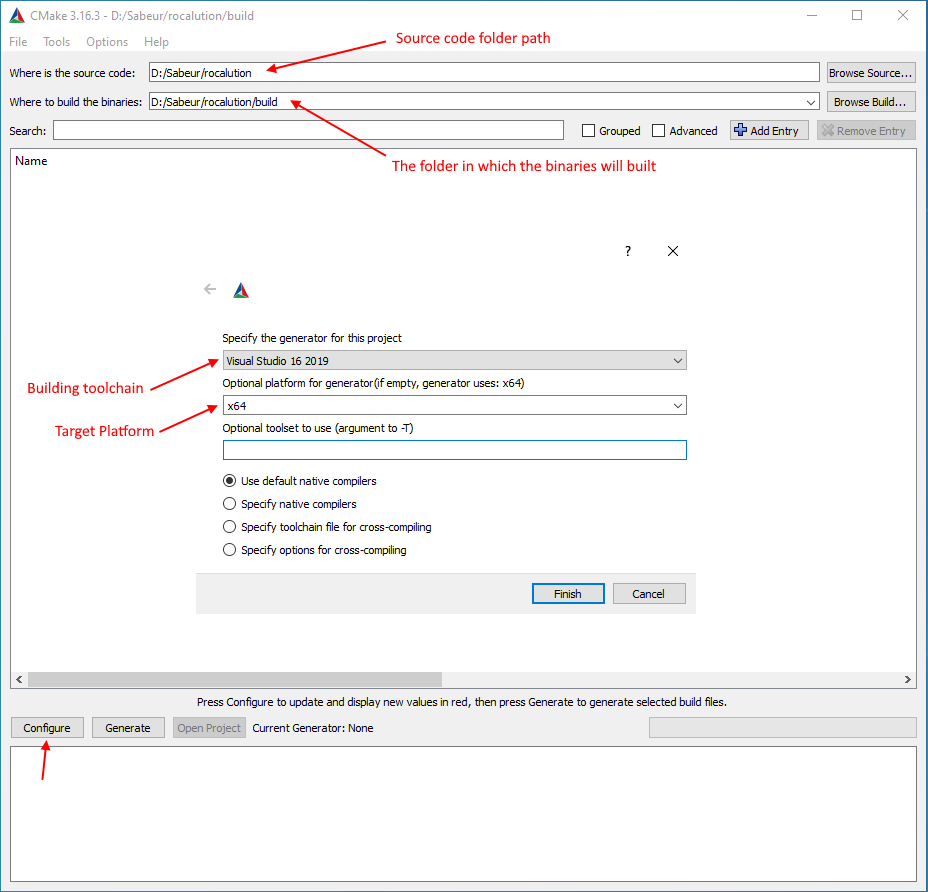 CMake 3.16.3 - D:/Sabeur/rocalution/build
File Tools Options Help
Source code folder path
Where is the source code: D:/Sabeur/rocalution Browse Source...
Where to build the binaries: D:/Sabeur/rocalution/build Browse Build...
Search: Grouped Advanced Add Entry Remove Entry
Name
The folder in which the binaries will built
?
Specify the generator for this project
Visual Studio 16 2019
Optional platform for generator(if empty, generator uses: x64)
Building toolchain
x64
Target Platform
Optional toolset to use (argument to -T)
Use default native compilers
Specify native compilers
Specify toolchain file for cross-compiling
Specify options for cross-compiling
Finish Cancel
Press Configure to update and display new values in red, then press Generate to generate selected build files.
Configure Generate Open Project Current Generator: None